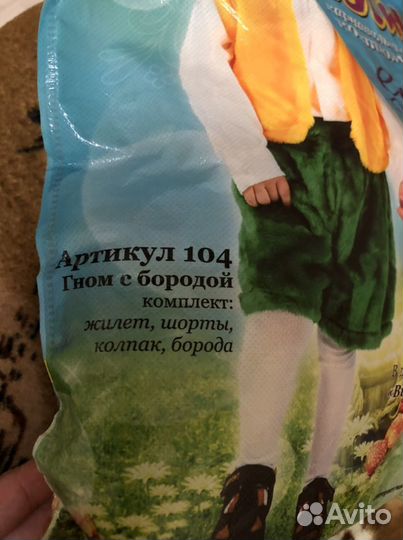 Артикул 104
Гном с бородой
комплект:
жилет, шорты,
колпак, борода
Avito